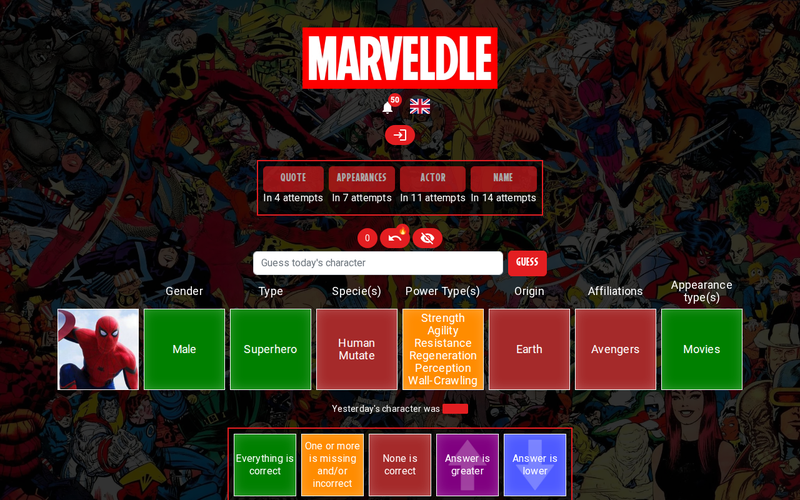 MARVELDLE
50
QUOTE APPEARANCES ACTOR NAME
In 4 attempts In 7 attempts In 11 attempts In 14 attempts
0
Guess today's character GUESS
Gender Type Specie(s) Power Type(s) Origin Affiliations Appearance type(s)
Male
Superhero
Human
Mutate
Strength
Agility
Resistance
Regeneration
Perception
Wall-Crawling
Earth
Avengers
Movies
Yesterday's character was
Everything is
correct
One or more
is missing
and/or
incorrect
None is
correct
Answer is
greater
Answer is
lower